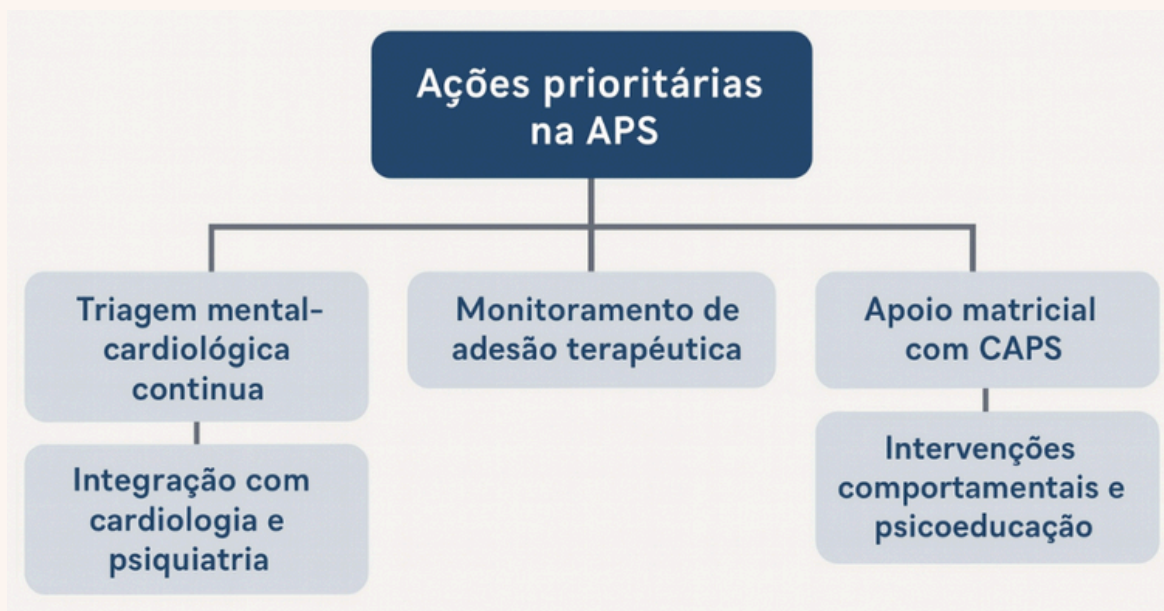 Ações prioritárias
na APS
Triagem mental-
cardiológica
continua
Monitoramento de
adesão terapéutica
Apoio matricial
com CAPS
Integração com
cardiologia e
psiquiatria
Intervenções
comportamentais e
psicoeducação